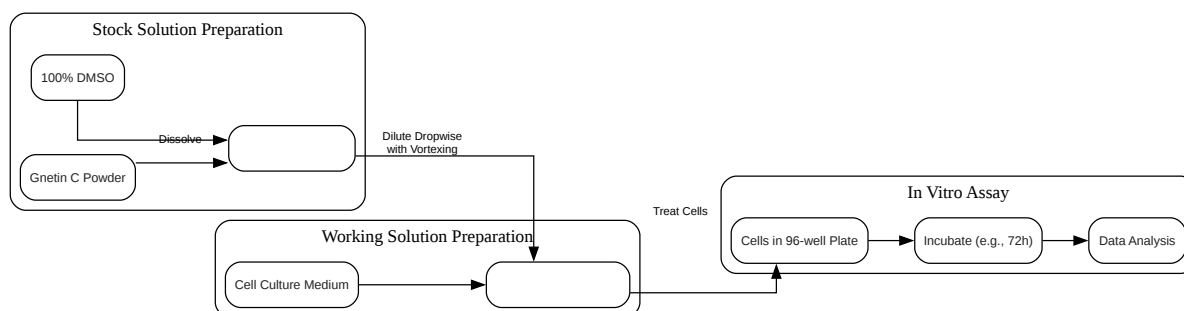 Stock Solution Preparation
100% DMSO
Dissolve
Gnetin C Powder
Dilute Dropwise
with Vortexing
Working Solution Preparation
Cell Culture Medium
Treat Cells
In Vitro Assay
Cells in 96-well Plate
Incubate (e.g., 72h)
Data Analysis